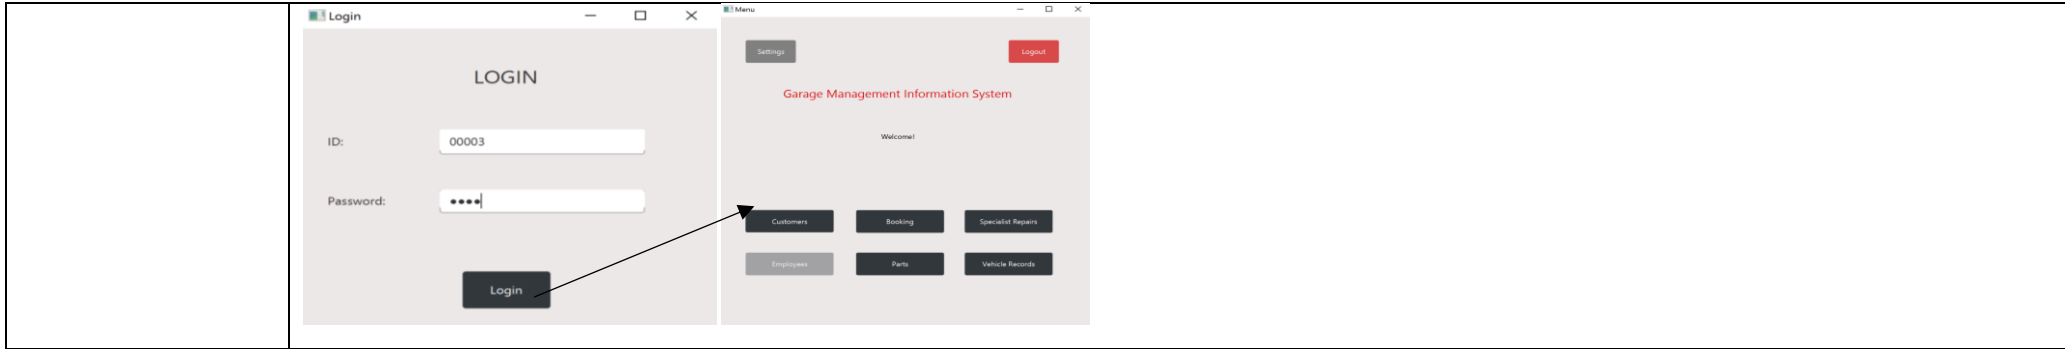 Login
LOGIN
ID:
00003
Password:
Login
Menu
Settings
Logout
Garage Management Information System
Welcome!
Customers
Booking
Specialist Repairs
Employees
Parts
Vehicle Records